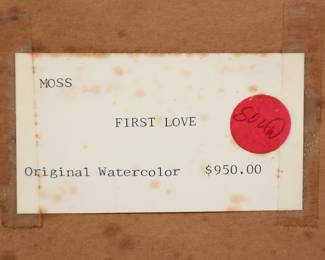 MOSS
FIRST LOVE
Sold
Original Watercolor $950.00